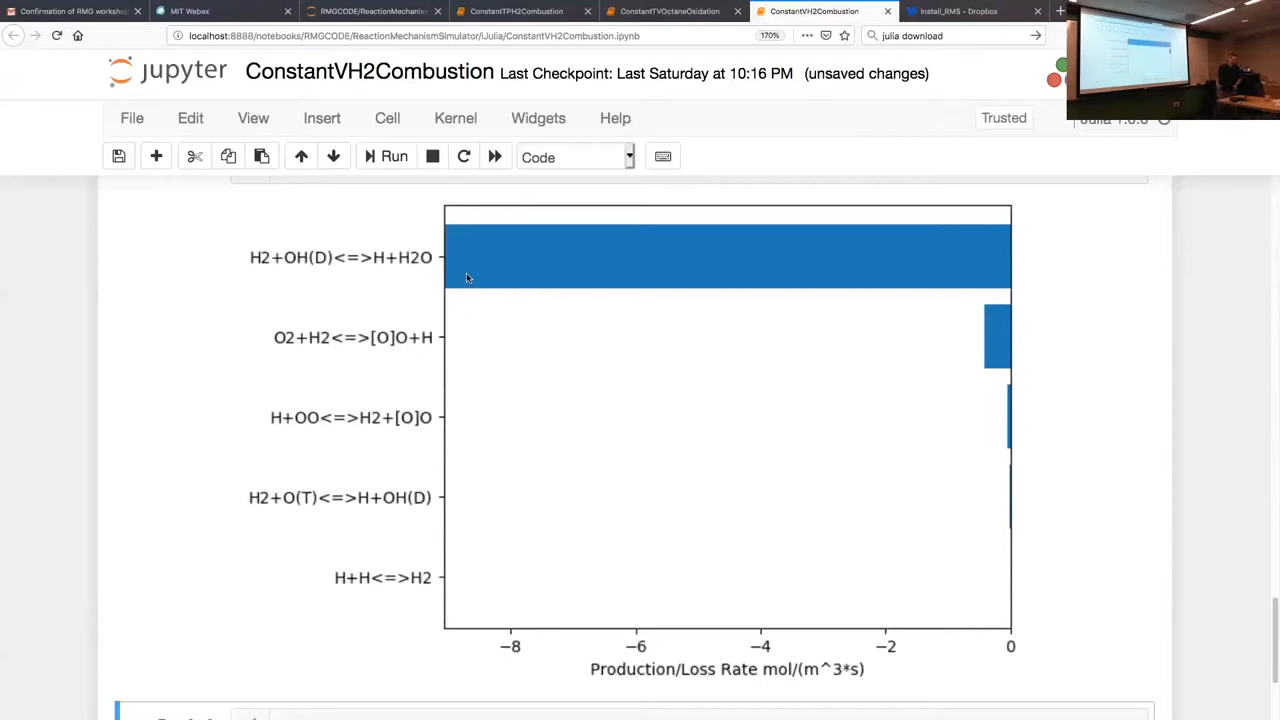 Confirmation of RMG worksho
MIT Webex
RMGCODE/ReactionMechanism
ConstantTPH2Combustion
ConstantTVOctaneOxidation
ConstantVH2Combustion
Install_RMS - Dropbox
localhost:8888/notebooks/RMGCODE/ReactionMechanismSimulator/iJulia/ConstantVH2Combustion.ipynb
170%
julia download
jupyter
ConstantVH2Combustion
Last Checkpoint: Last Saturday at 10:16 PM
(unsaved changes)
File
Edit
View
Insert
Cell
Kernel
Widgets
Help
Trusted
Run
Code
H2+OH(D)<=>H+H2O
O2+H2<=>[O]O+H
H+OO<=>H2+[O]O
H2+O(T)<=>H+OH(D)
H+H<=>H2
−8
−6
−4
−2
0
Production/Loss Rate mol/(m^3*s)